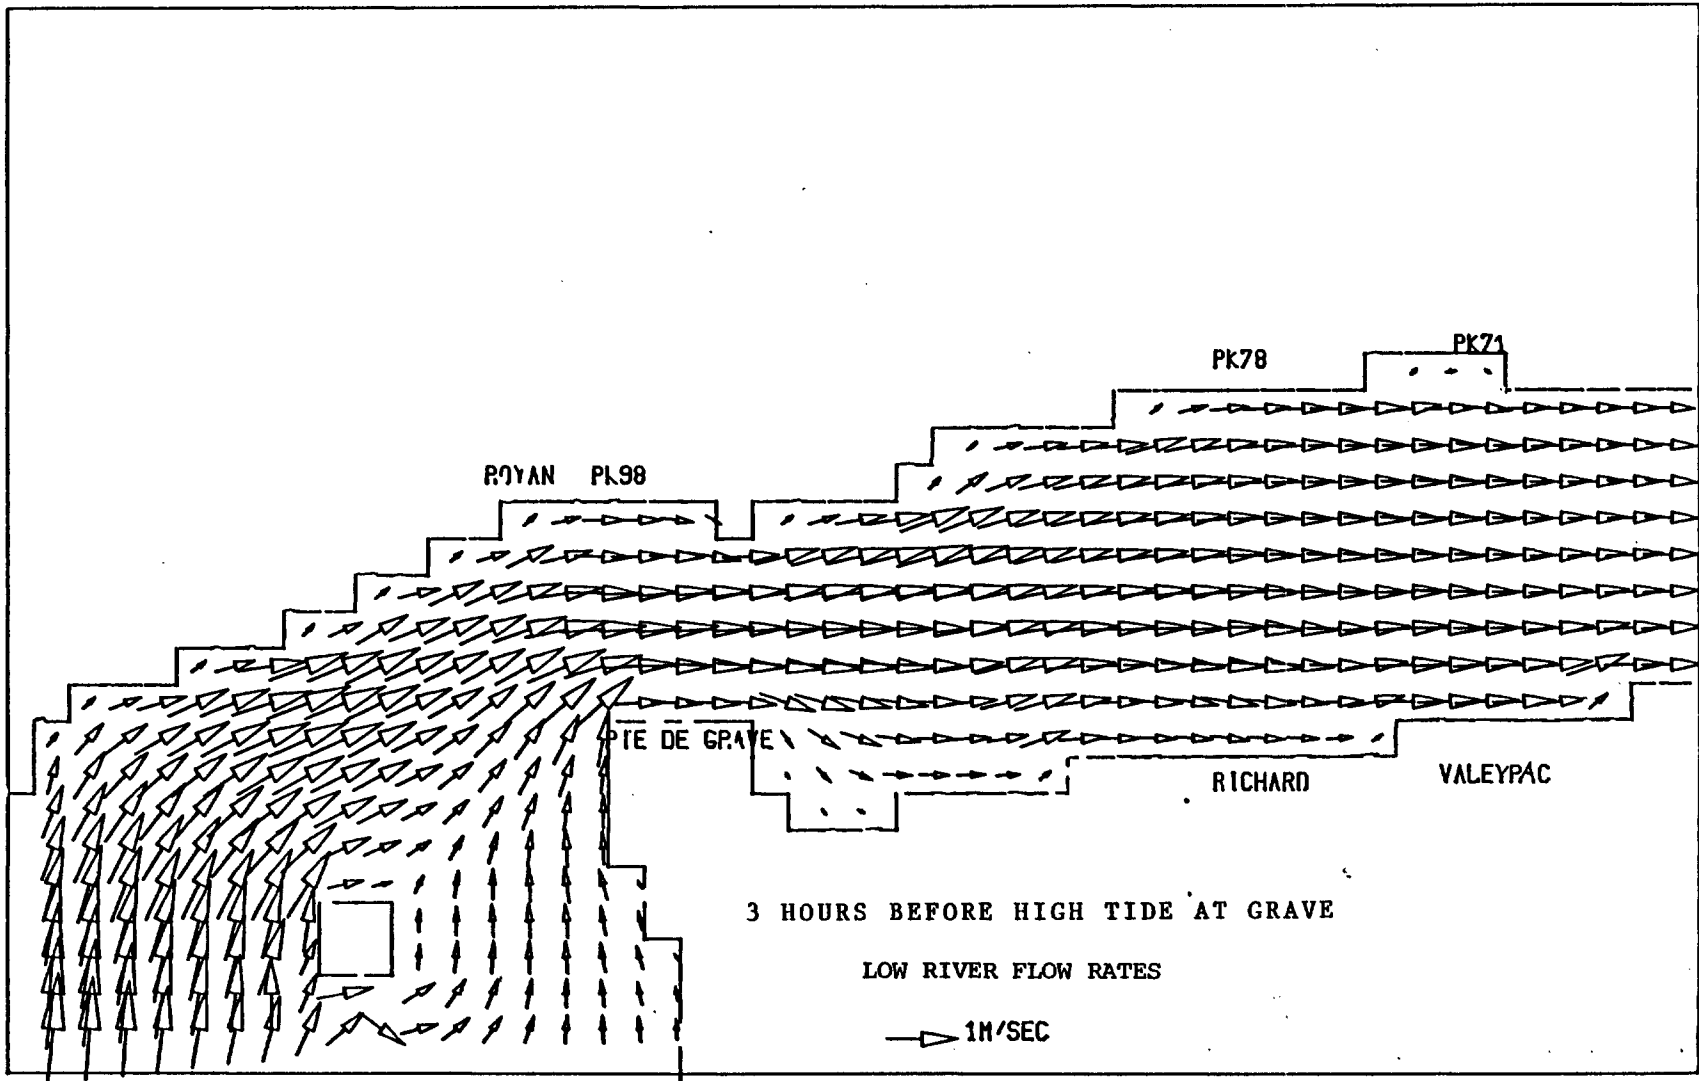 PK71
PK78
ROYAN PK98
PTE DE GRAVE
RICHARD VALEYPAC
3 HOURS BEFORE HIGH TIDE AT GRAVE
LOW RIVER FLOW RATES
1M/SEC